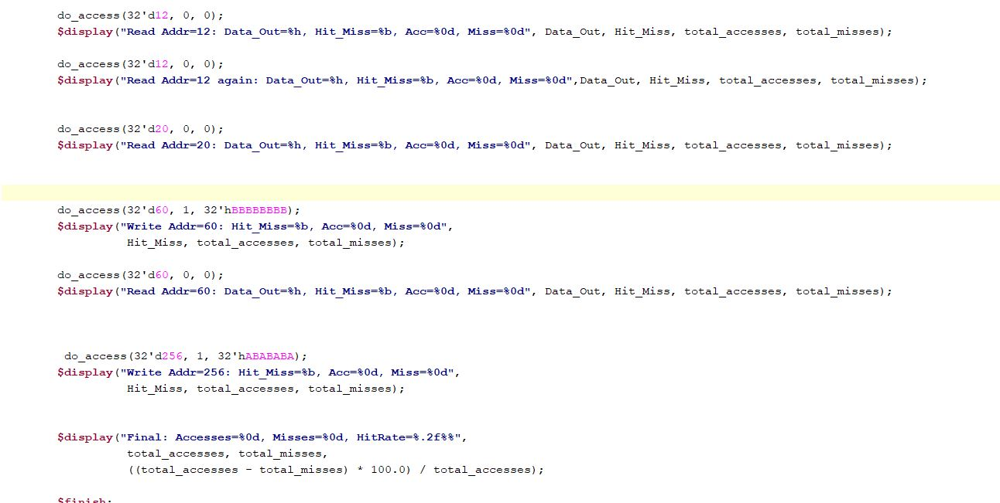 do_access(32'd12, 0, 0);
$display("Read Addr=12: Data_Out=%h, Hit_Miss=%b, Acc=%0d, Miss=%0d", Data_Out, Hit_Miss, total_accesses, total_misses);
do_access(32'd12, 0, 0);
$display("Read Addr=12 again: Data_Out=%h, Hit_Miss=%b, Acc=%0d, Miss=%0d",Data_Out, Hit_Miss, total_accesses, total_misses);
do_access(32'd20, 0, 0);
$display("Read Addr=20: Data_Out=%h, Hit_Miss=%b, Acc=%0d, Miss=%0d", Data_Out, Hit_Miss, total_accesses, total_misses);
do_access(32'd60, 1, 32'hBBBBBBBB);
$display("Write Addr=60: Hit_Miss=%b, Acc=%0d, Miss=%0d",
Hit_Miss, total_accesses, total_misses);
do_access(32'd60, 0, 0);
$display("Read Addr=60: Data_Out=%h, Hit_Miss=%b, Acc=%0d, Miss=%0d", Data_Out, Hit_Miss, total_accesses, total_misses);
do_access(32'd256, 1, 32'hABABABA);
$display("Write Addr=256: Hit_Miss=%b, Acc=%0d, Miss=%0d",
Hit_Miss, total_accesses, total_misses);
$display("Final: Accesses=%0d, Misses=%0d, HitRate=%.2f%%",
total_accesses, total_misses,
((total_accesses - total_misses) * 100.0) / total_accesses);
$finish;